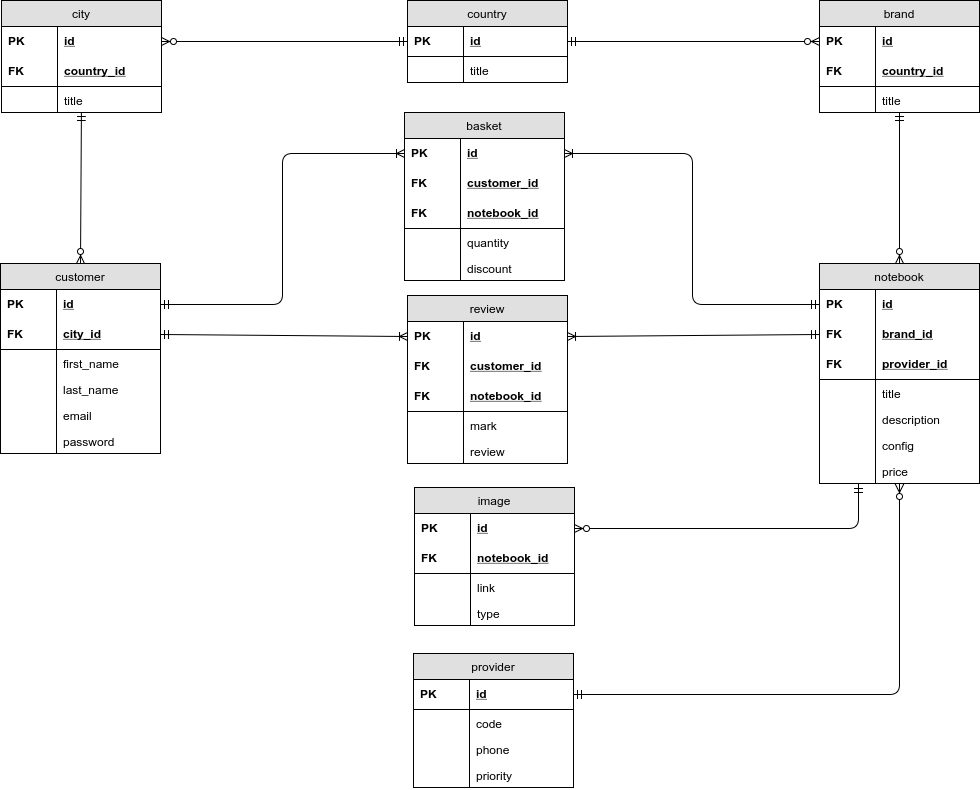 city
PK id
FK country_id
title
country
PK id
title
brand
PK id
FK country_id
title
basket
PK id
FK customer_id
FK notebook_id
quantity
discount
customer
PK id
FK city_id
first_name
last_name
email
password
review
PK id
FK customer_id
FK notebook_id
mark
review
notebook
PK id
FK brand_id
FK provider_id
title
description
config
price
image
PK id
FK notebook_id
link
type
provider
PK id
code
phone
priority